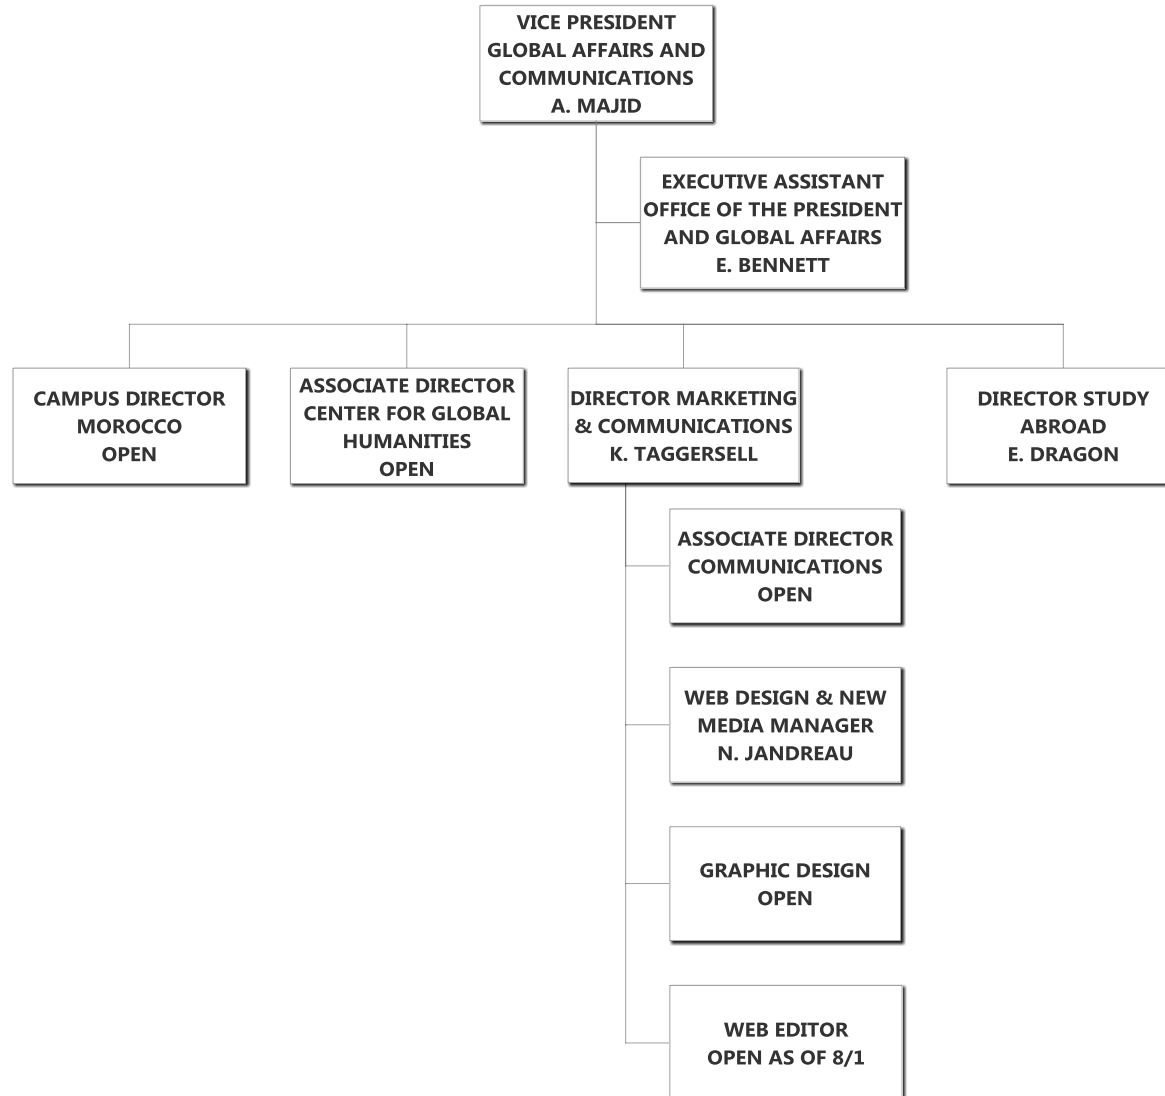 VICE PRESIDENT
GLOBAL AFFAIRS AND
COMMUNICATIONS
A. MAJID
EXECUTIVE ASSISTANT
OFFICE OF THE PRESIDENT
AND GLOBAL AFFAIRS
E. BENNETT
CAMPUS DIRECTOR
MOROCCO
OPEN
ASSOCIATE DIRECTOR
CENTER FOR GLOBAL
HUMANITIES
OPEN
DIRECTOR MARKETING
& COMMUNICATIONS
K. TAGGERSELL
DIRECTOR STUDY
ABROAD
E. DRAGON
ASSOCIATE DIRECTOR
COMMUNICATIONS
OPEN
WEB DESIGN & NEW
MEDIA MANAGER
N. JANDREAU
GRAPHIC DESIGN
OPEN
WEB EDITOR
OPEN AS OF 8/1